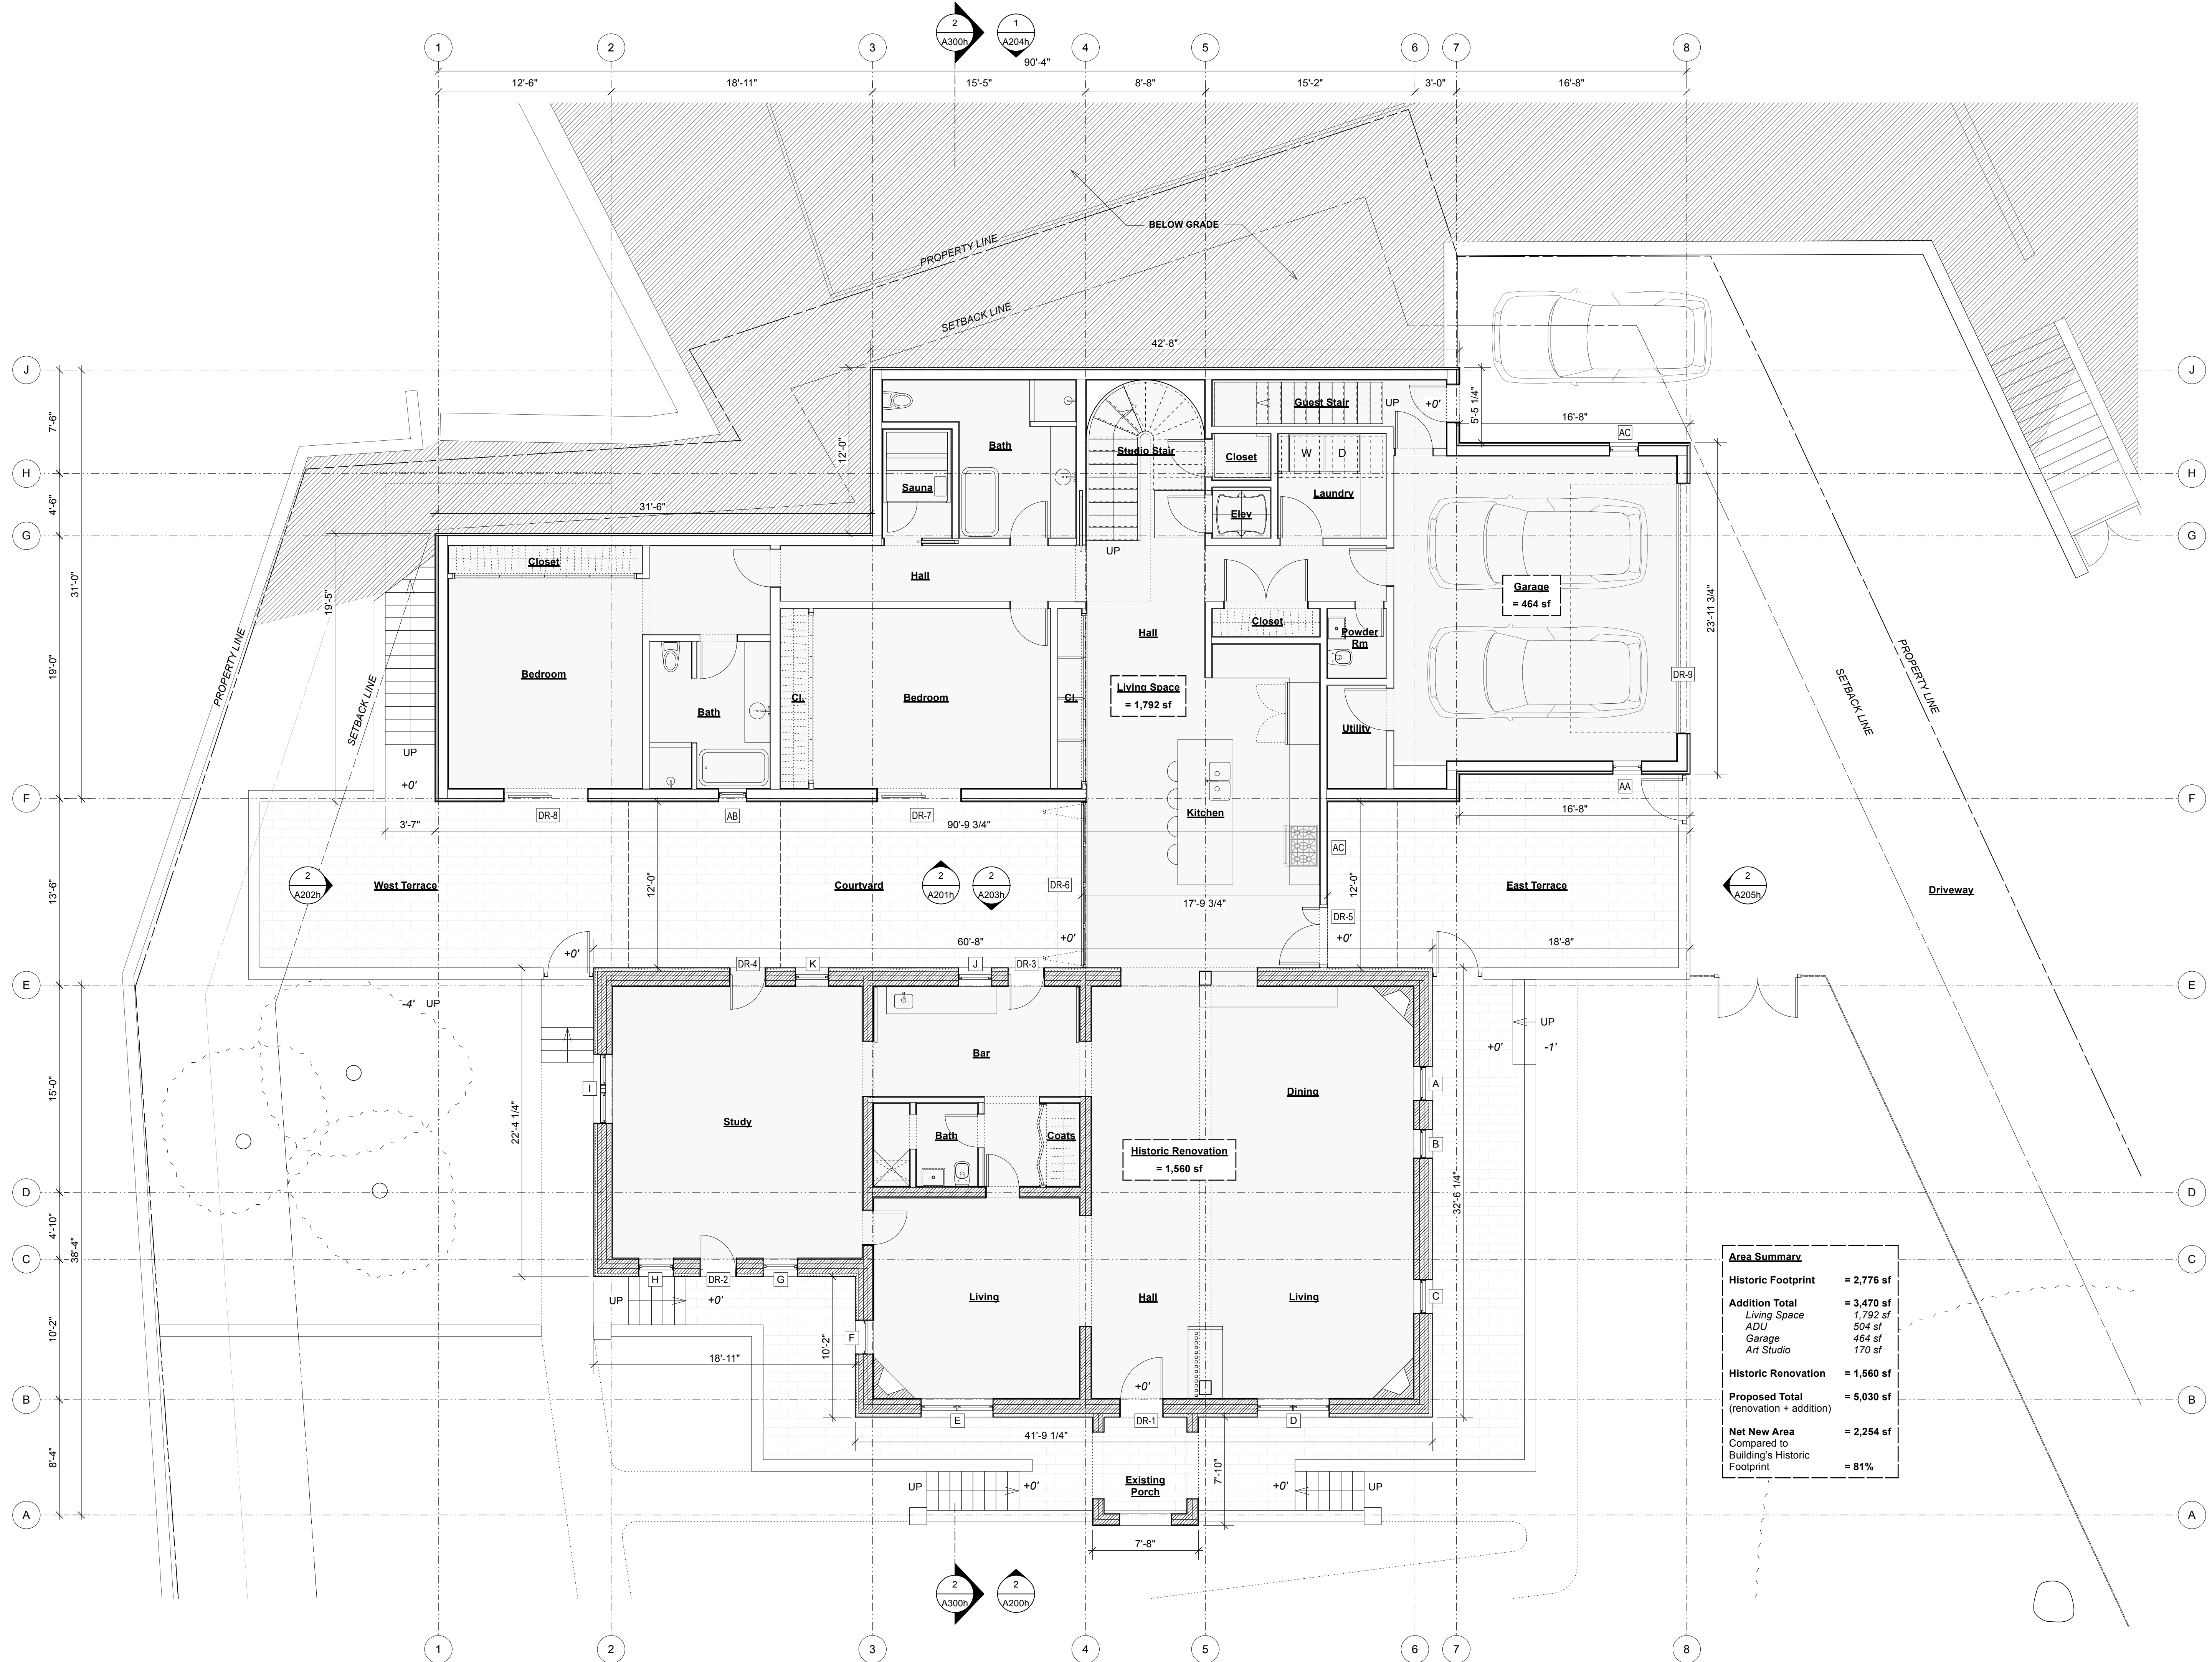 2
A300h
1
A204h
1
2
3
4
5
6
7
8
90'-4"
12'-6"
18'-11"
15'-5"
8'-8"
15'-2"
3'-0"
16'-8"
BELOW GRADE
PROPERTY LINE
SETBACK LINE
42'-8"
J
J
7'-6"
12'-0"
5'-5 1/4"
16'-8"
Guest Stair
UP
+0'
AC
Bath
Studio Stair
Closet
W
D
H
H
Sauna
Laundry
4'-6"
31'-6"
Elev
G
G
UP
31'-0"
19'-5"
Closet
Hall
Garage
= 464 sf
23'-11 3/4"
Closet
Hall
Powder
Rm
19'-0"
PROPERTY LINE
SETBACK LINE
Bedroom
Bath
Cl.
Bedroom
Cl.
Living Space
= 1,792 sf
Utility
DR-9
SETBACK LINE
PROPERTY LINE
UP
+0'
AA
F
F
DR-8
AB
DR-7
Kitchen
16'-8"
3'-7"
90'-9 3/4"
AC
13'-6"
2
A202h
West Terrace
12'-0"
Courtyard
2
A201h
2
A203h
DR-6
12'-0"
East Terrace
2
A205h
Driveway
17'-9 3/4"
DR-5
+0'
60'-8"
+0'
+0'
18'-8"
DR-4
K
J
DR-3
E
E
-4'
UP
UP
+0'
-1'
Bar
15'-0"
I
Dining
A
22'-4 1/4"
Study
Bath
Coats
B
Historic Renovation
= 1,560 sf
D
D
32'-6 1/4"
4'-10"
38'-4"
C
C
H
DR-2
G
UP
+0'
Living
Hall
Living
C
10'-2"
F
10'-2"
18'-11"
+0'
B
B
E
DR-1
D
41'-9 1/4"
8'-4"
UP
+0'
Existing
Porch
7'-10"
+0'
UP
A
A
7'-8"
Area Summary
Historic Footprint = 2,776 sf
Addition Total = 3,470 sf
Living Space 1,792 sf
ADU 504 sf
Garage 464 sf
Art Studio 170 sf
Historic Renovation = 1,560 sf
Proposed Total = 5,030 sf
(renovation + addition)
Net New Area = 2,254 sf
Compared to
Building's Historic
Footprint = 81%
2
A300h
2
A200h
1
2
3
4
5
6
7
8